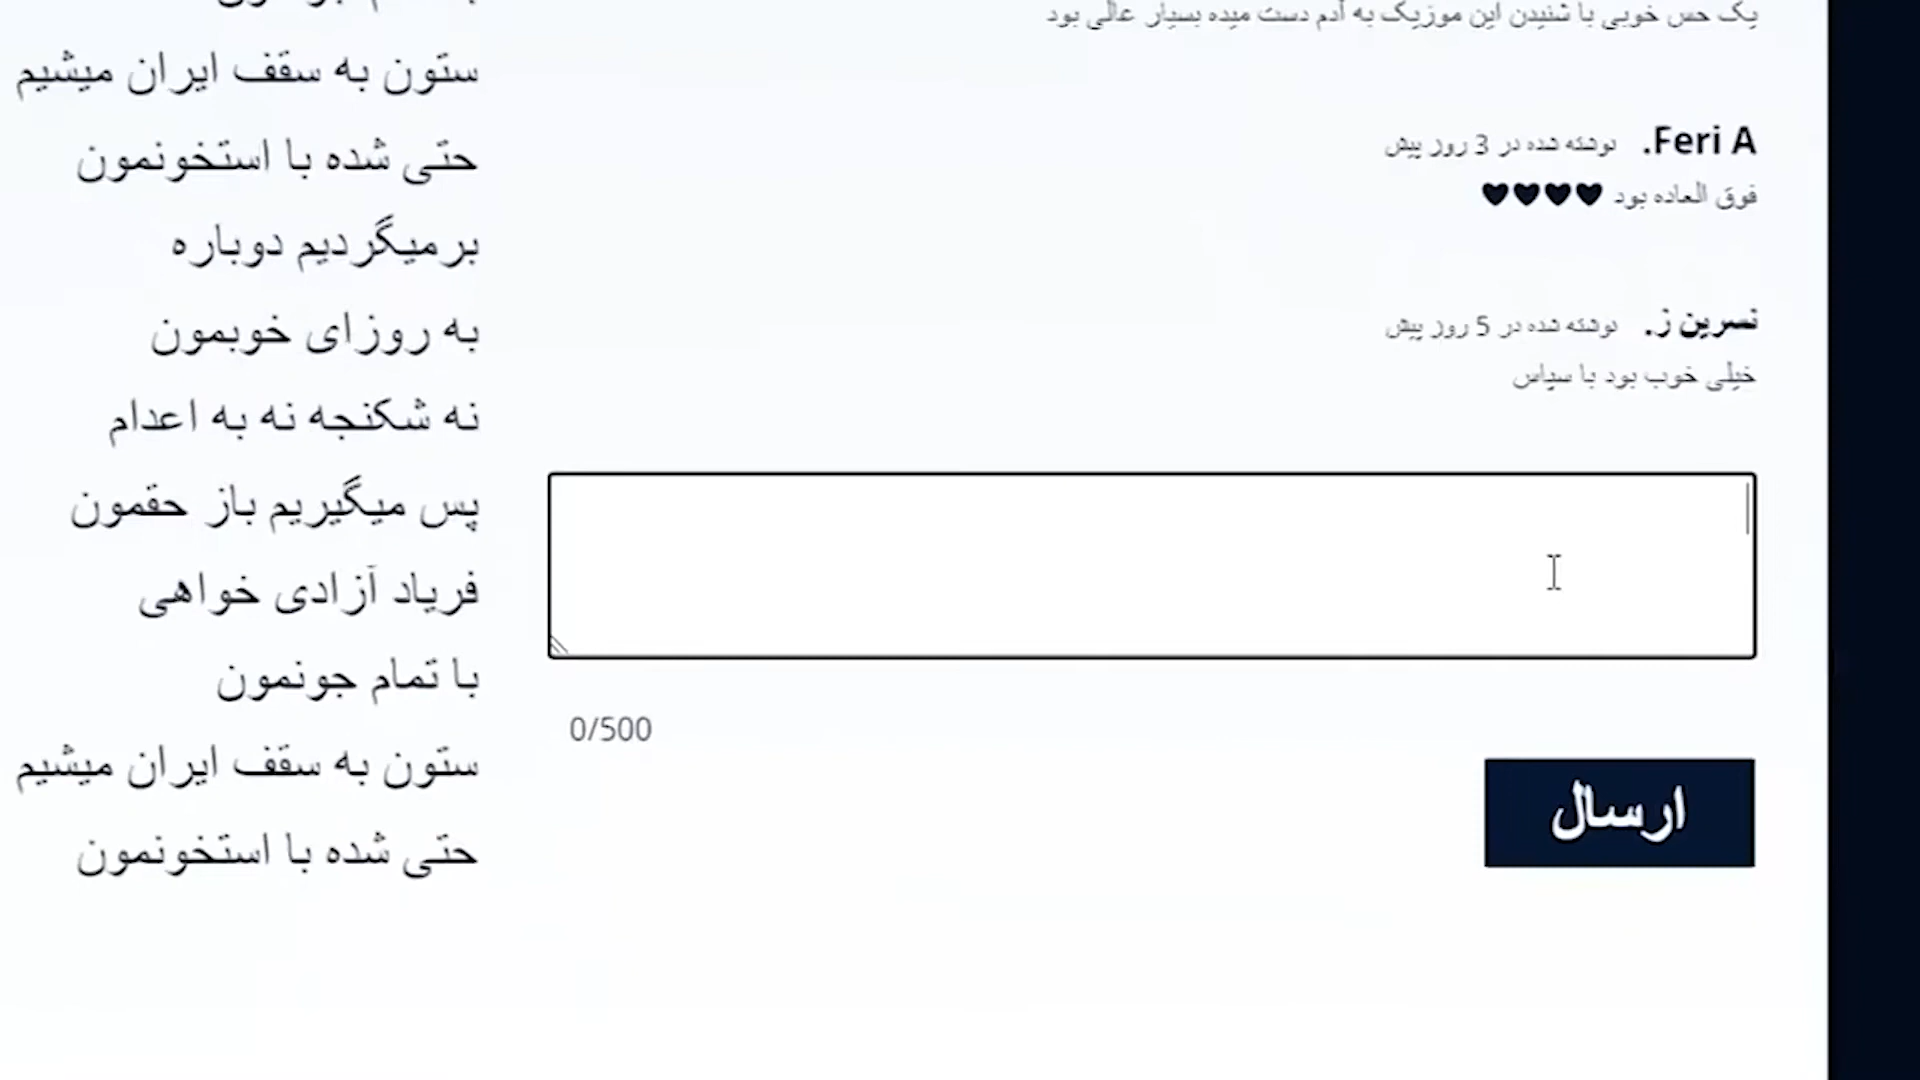 یک حس خوبی با شنیدن این موزیک به آدم دست میده بسیار عالی بود
Feri A. نوشته شده در 3 روز پیش
فوق العاده بود ♥♥♥♥
نسرین ز. نوشته شده در 5 روز پیش
خیلی خوب بود با سپاس
0/500
ارسال
ستون به سقف ایران میشیم
حتی شده با استخونمون
برمیگردیم دوباره
به روزای خوبمون
نه شکنجه نه به اعدام
پس میگیریم باز حقمون
فریاد آزادی خواهی
با تمام جونمون
ستون به سقف ایران میشیم
حتی شده با استخونمون